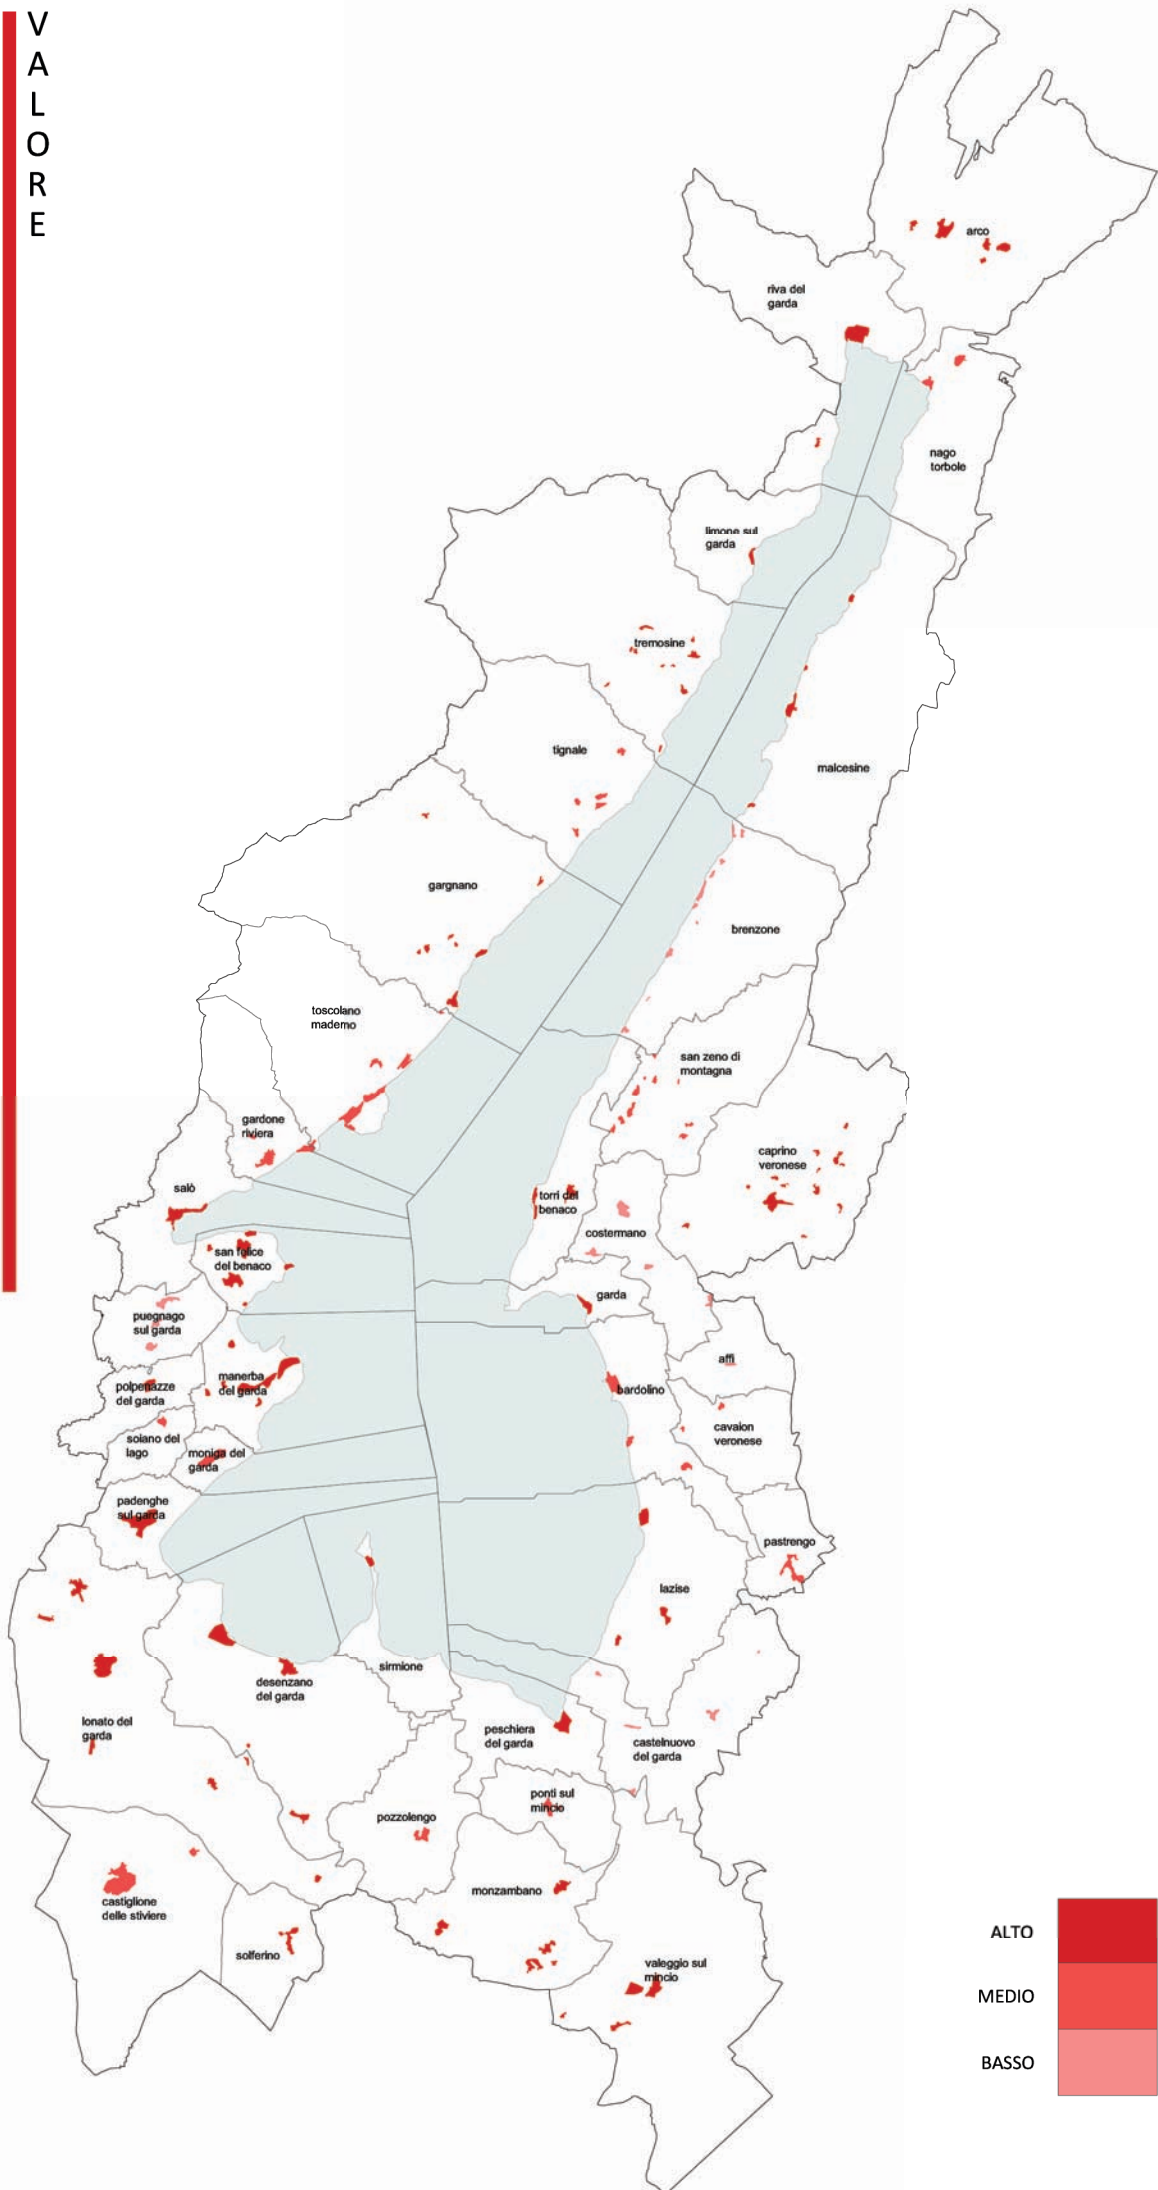 VALORE
arco
riva del
garda
nago
torbole
limone sul
garda
tremosine
tignale
malcesine
gargnano
brenzone
toscolano
maderno
san zeno di
montagna
gardone
riviera
caprino
veronese
salò
torri del
benaco
costermano
san felice
del benaco
garda
puegnago
sul garda
affi
manerba
del garda
polpenazze
del garda
bardolino
cavaion
veronese
soiano del
lago
moniga del
garda
padenghe
sul garda
pastrengo
lazise
sirmione
desenzano
del garda
lonato del
garda
peschiera
del garda
castelnuovo
del garda
ponti sul
mincio
pozzolengo
monzambano
castiglione
delle stiviere
solferino
valeggio sul
mincio
ALTO
MEDIO
BASSO